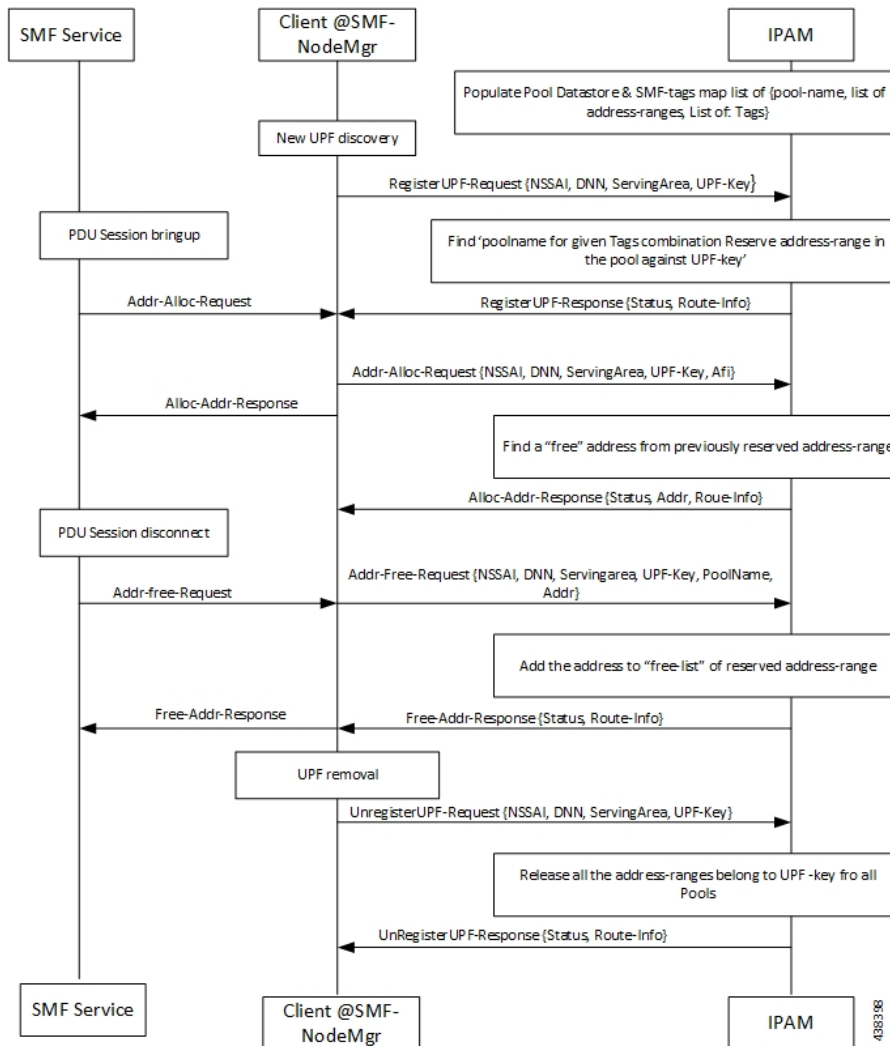 SMF Service
Client @SMF-
NodeMgr
IPAM
Populate Pool Datastore & SMF-tags map list of {pool-name, list of
address-ranges, List of: Tags}
New UPF discovery
RegisterUPF-Request {NSSAI, DNN, ServingArea, UPF-Key}
PDU Session bringup
Find ‘poolname for given Tags combination Reserve address-range in
the pool against UPF-key’
Addr-Alloc-Request
RegisterUPF-Response {Status, Route-Info}
Addr-Alloc-Request {NSSAI, DNN, ServingArea, UPF-Key, Afi}
Alloc-Addr-Response
Find a “free” address from previously reserved address-range
Alloc-Addr-Response {Status, Addr, Roue-Info}
PDU Session disconnect
Addr-free-Request
Addr-Free-Request {NSSAI, DNN, Servingarea, UPF-Key, PoolName,
Addr}
Add the address to “free-list” of reserved address-range
Free-Addr-Response
Free-Addr-Response {Status, Route-Info}
UPF removal
UnregisterUPF-Request {NSSAI, DNN, ServingArea, UPF-Key}
Release all the address-ranges belong to UPF -key fro all
Pools
UnRegisterUPF-Response {Status, Route-Info}
SMF Service
Client @SMF-
NodeMgr
IPAM
438398